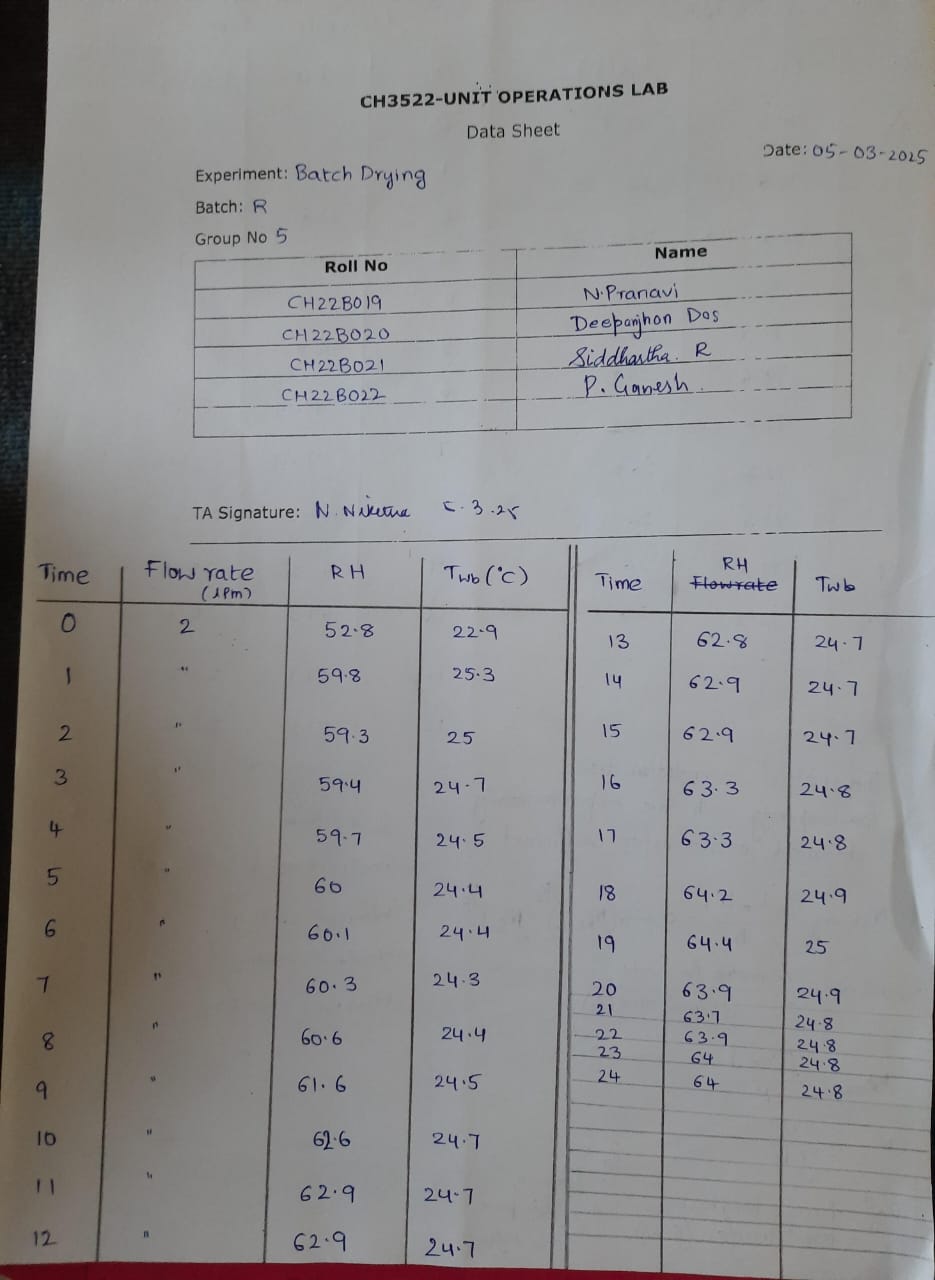 CH3522-UNIT OPERATIONS LAB
Data Sheet
Date: 05-03-2025
Experiment: Batch Drying
Batch: R
Group No 5
Roll No Name
CH22B019 N.Pranavi
CH22B020 Deepanjhon Das
CH22B021 Siddhartha. R
CH22B022 P. Ganesh
TA Signature: N. Niketna 5.3.25
Time Flow rate (lpm) RH Twb (°C)
0 2 52.8 22.9
1 " 59.8 25.3
2 " 59.3 25
3 " 59.4 24.7
4 " 59.7 24.5
5 " 60 24.4
6 " 60.1 24.4
7 " 60.3 24.3
8 " 60.6 24.4
9 " 61.6 24.5
10 " 62.6 24.7
11 " 62.9 24.7
12 " 62.9 24.7
Time RH Flowrate Twb
13 62.8 24.7
14 62.9 24.7
15 62.9 24.7
16 63.3 24.8
17 63.3 24.8
18 64.2 24.9
19 64.4 25
20 63.9 24.9
21 63.7 24.8
22 63.9 24.8
23 64 24.8
24 64 24.8